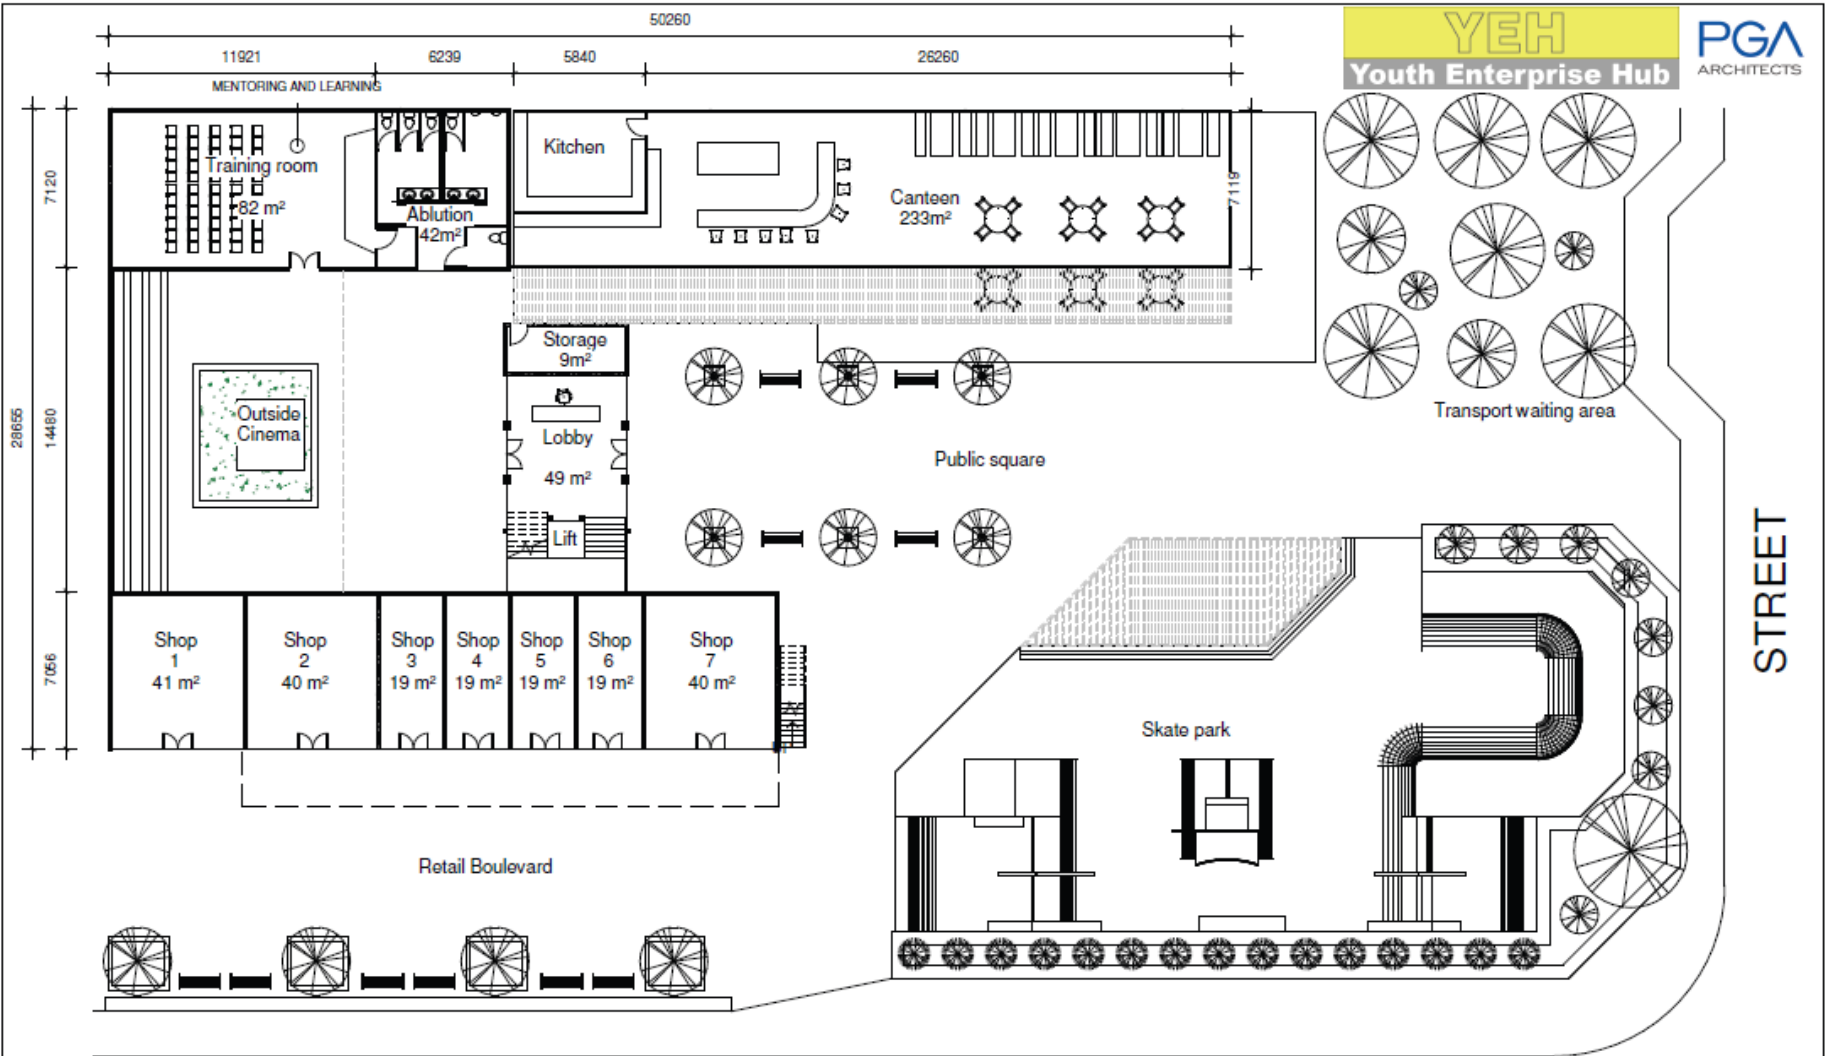 50260
11921
6239
5840
26260
MENTORING AND LEARNING
YEH
Youth Enterprise Hub
PGA
ARCHITECTS
28655
7120
14480
7056
7119
Training room
82 m²
Ablution
42m²
Kitchen
Canteen
233m²
Storage
9m²
Outside
Cinema
Lobby
49 m²
Lift
Public square
Transport waiting area
STREET
Shop
1
41 m²
Shop
2
40 m²
Shop
3
19 m²
Shop
4
19 m²
Shop
5
19 m²
Shop
6
19 m²
Shop
7
40 m²
Skate park
Retail Boulevard